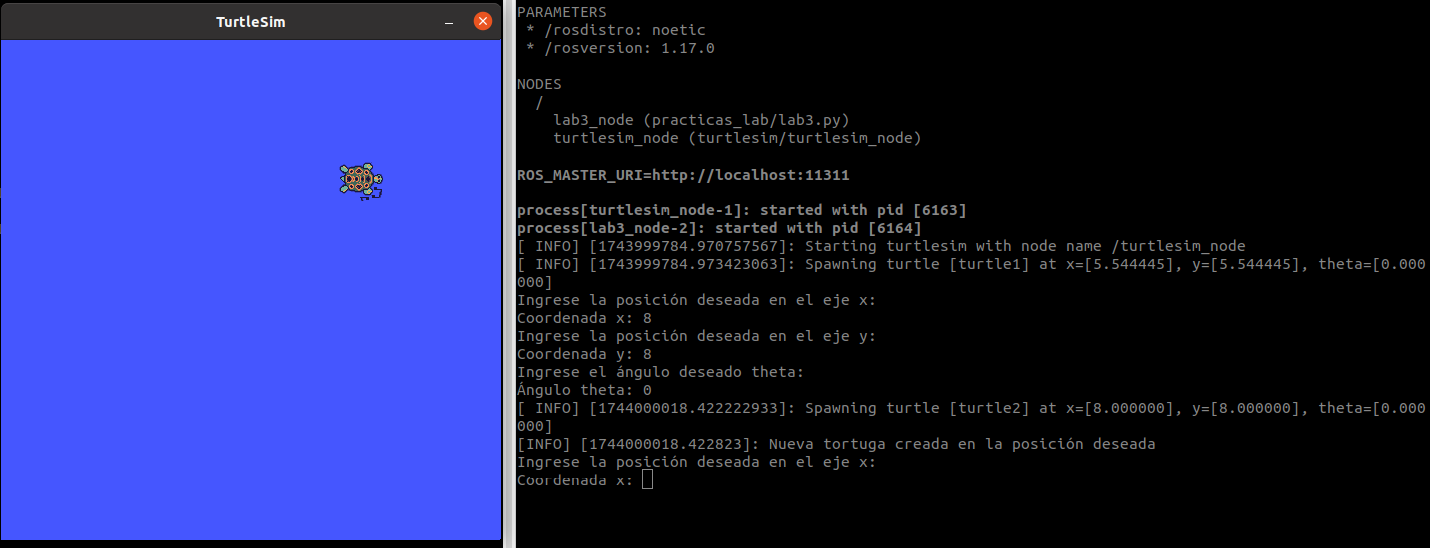 TurtleSim
PARAMETERS
* /rosdistro: noetic
* /rosversion: 1.17.0
NODES
/
lab3_node (practicas_lab/lab3.py)
turtlesim_node (turtlesim/turtlesim_node)
ROS_MASTER_URI=http://localhost:11311
process[turtlesim_node-1]: started with pid [6163]
process[lab3_node-2]: started with pid [6164]
[ INFO] [1743999784.970757567]: Starting turtlesim with node name /turtlesim_node
[ INFO] [1743999784.973423063]: Spawning turtle [turtle1] at x=[5.544445], y=[5.544445], theta=[0.000
000]
Ingrese la posición deseada en el eje x:
Coordenada x: 8
Ingrese la posición deseada en el eje y:
Coordenada y: 8
Ingrese el ángulo deseado theta:
Ángulo theta: 0
[ INFO] [1744000018.422222933]: Spawning turtle [turtle2] at x=[8.000000], y=[8.000000], theta=[0.000
000]
[INFO] [1744000018.422823]: Nueva tortuga creada en la posición deseada
Ingrese la posición deseada en el eje x:
Coordenada x: